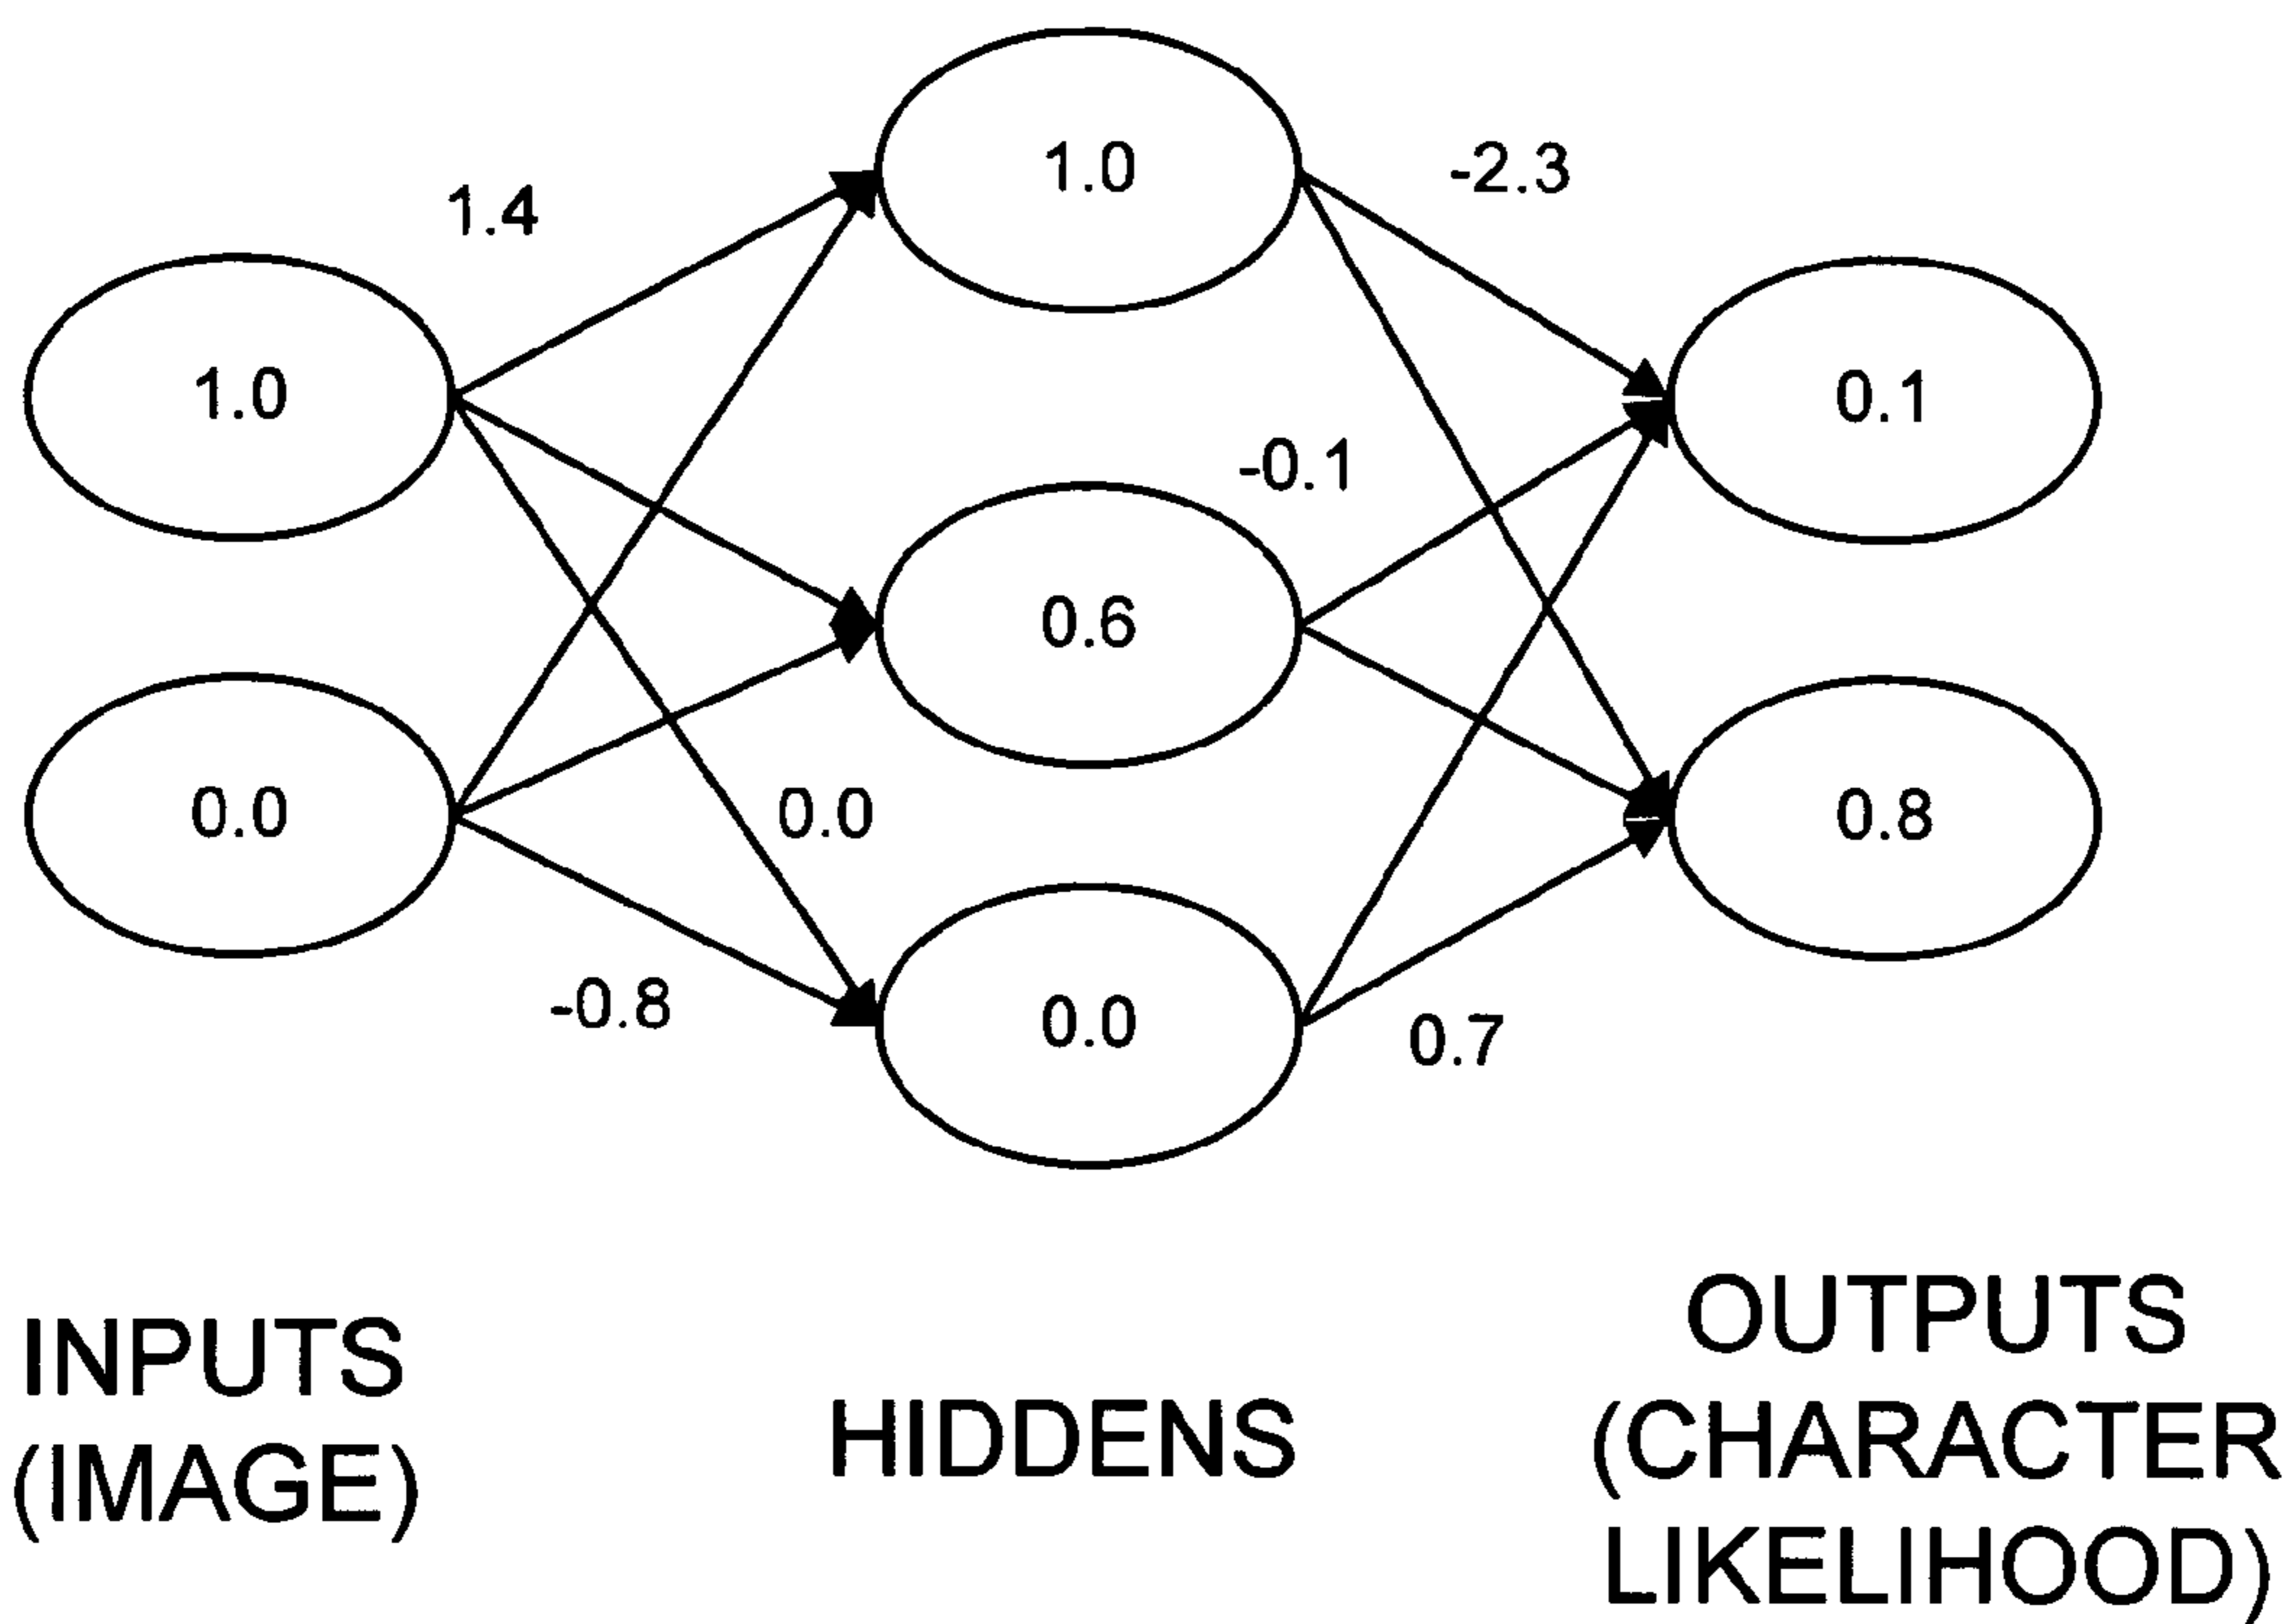 1.0
-2.3
1.4
1.0
0.1
-0.1
0.6
0.0
0.0
0.8
-0.8
0.0
0.7
INPUTS
(IMAGE)
HIDDENS
OUTPUTS
(CHARACTER
LIKELIHOOD)